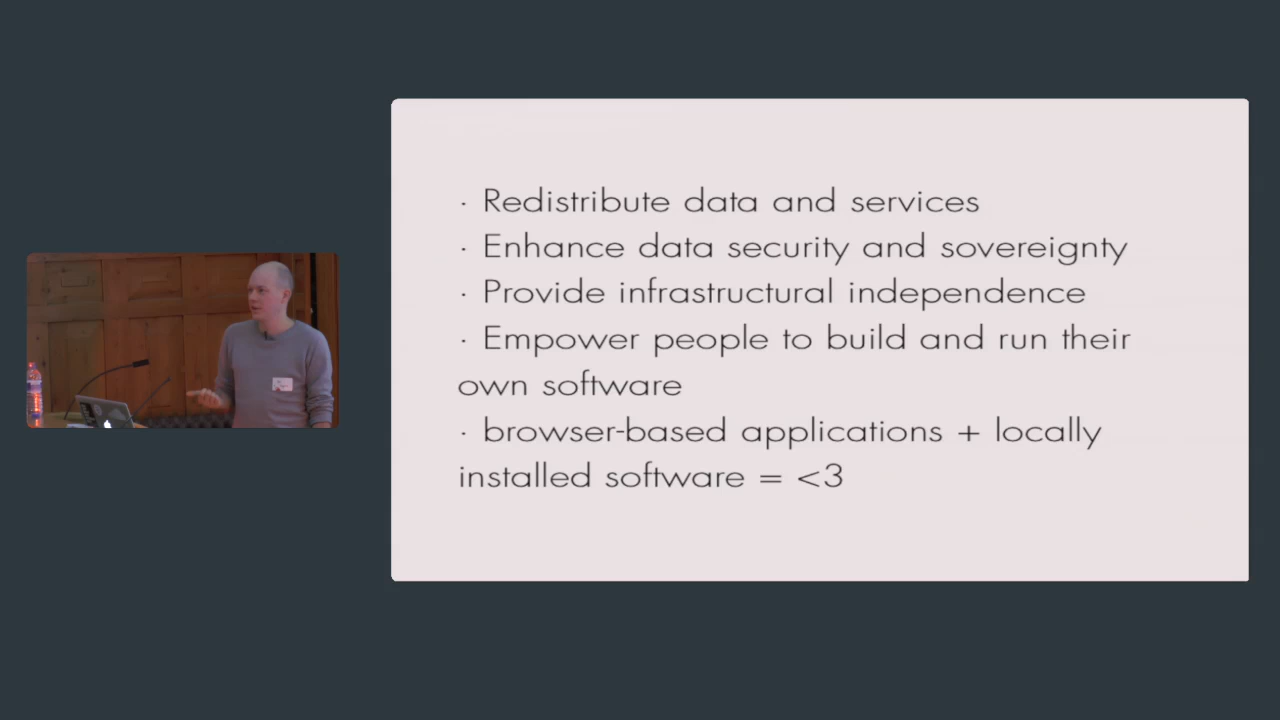 · Redistribute data and services
· Enhance data security and sovereignty
· Provide infrastructural independence
· Empower people to build and run their
own software
· browser-based applications + locally
installed software = <3